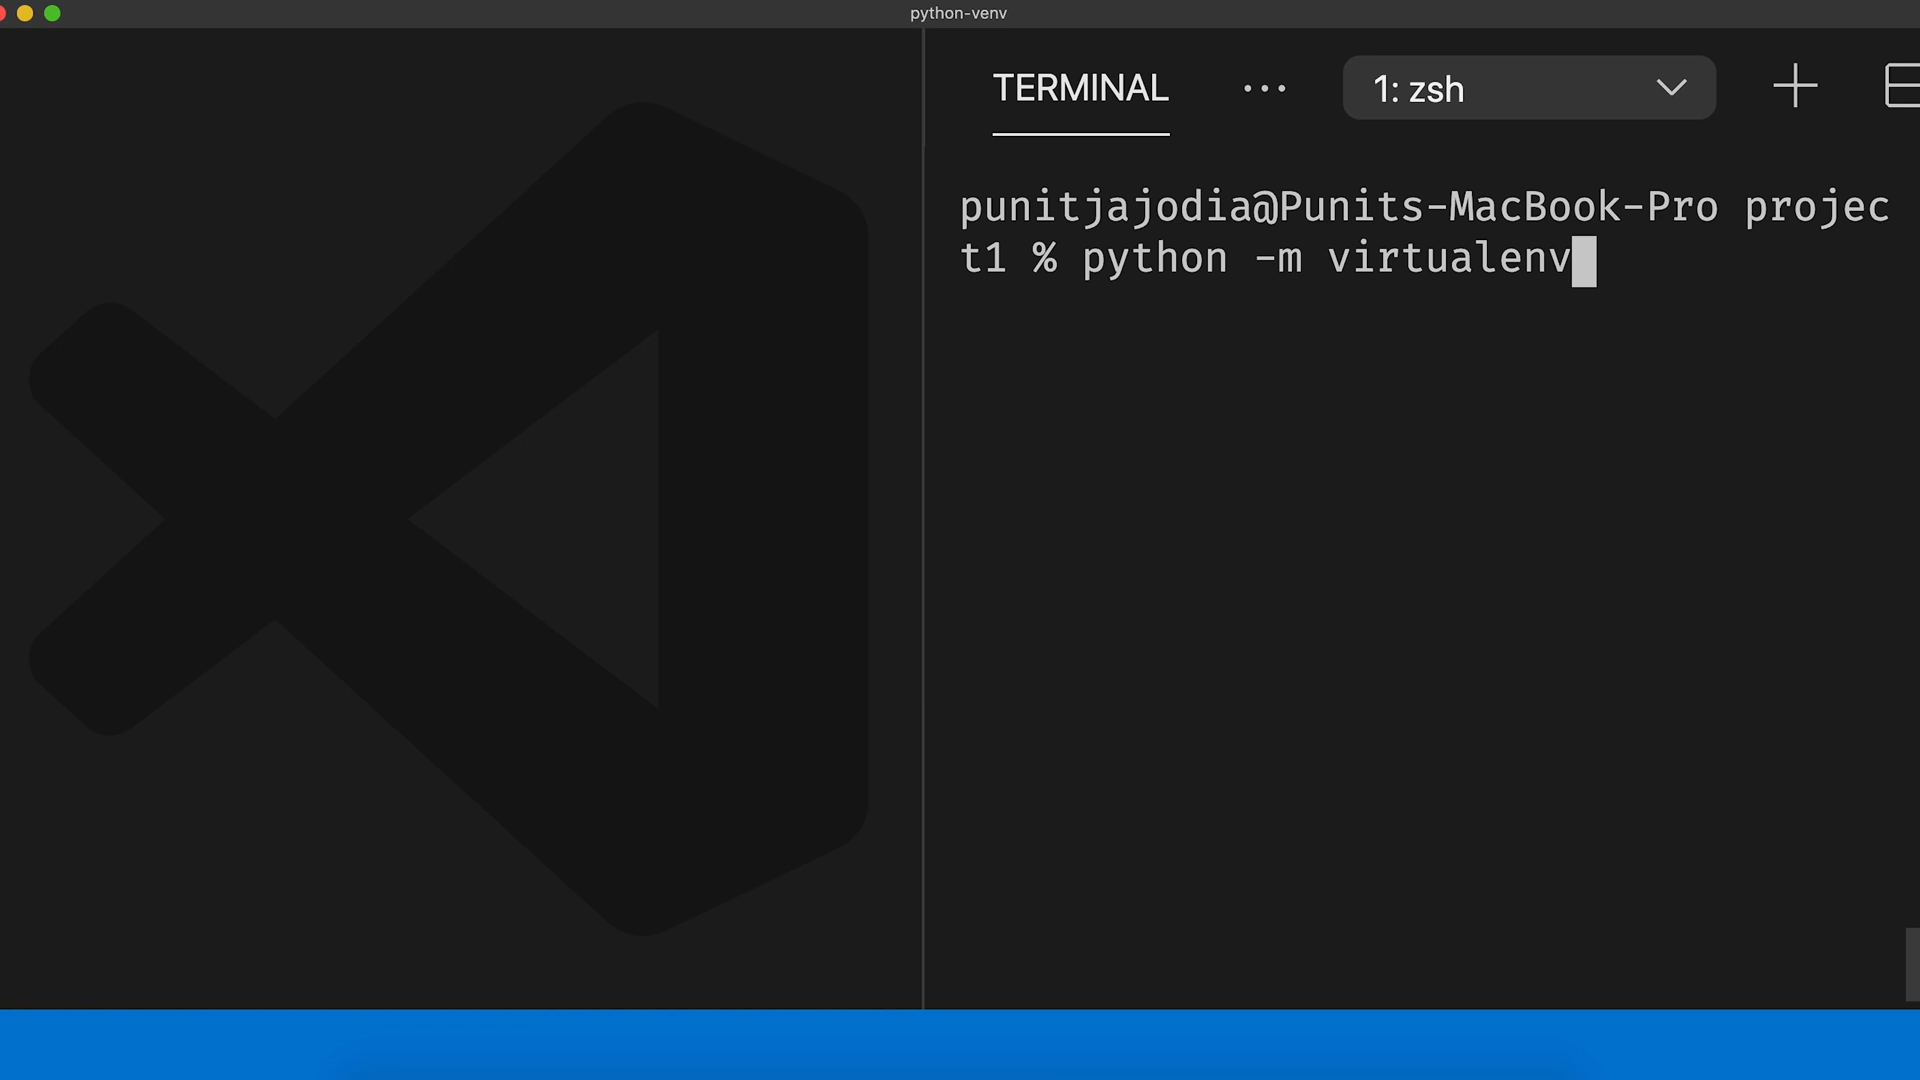 python-venv
TERMINAL ··· 1: zsh
punitjajodia@Punits-MacBook-Pro projec
t1 % python -m virtualenv